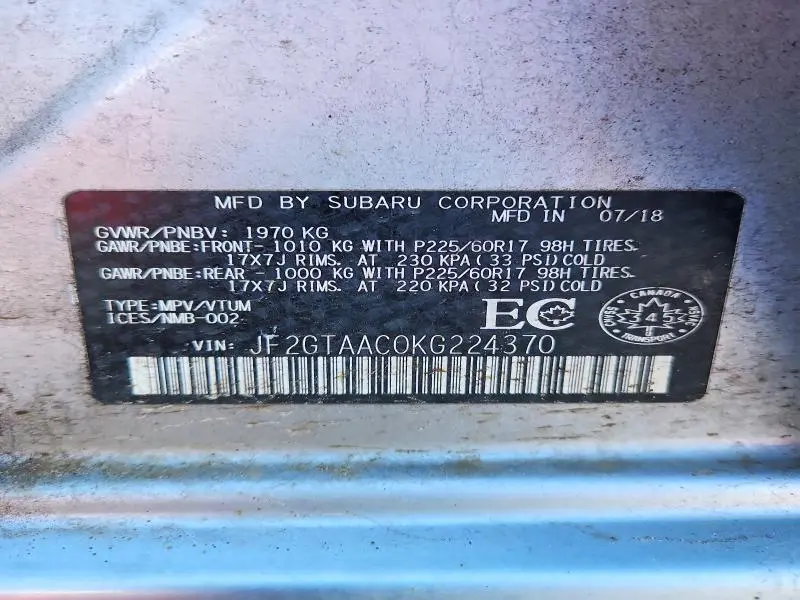 MFD BY SUBARU CORPORATION
MFD IN 07/18
GVWR/PNBV: 1970 KG
GAWR/PNBE:FRONT- 1010 KG WITH P225/60R17 98H TIRES.
17X7J RIMS. AT 230 KPA(33 PSI)COLD
GAWR/PNBE:REAR - 1000 KG WITH P225/60R17 98H TIRES.
17X7J RIMS. AT 220 KPA(32 PSI)COLD
TYPE:MPV/VTUM
ICES/NMB-002
EC
CANADA
345
TRANSPORT
VIN: JF2GTAAC0KG224370